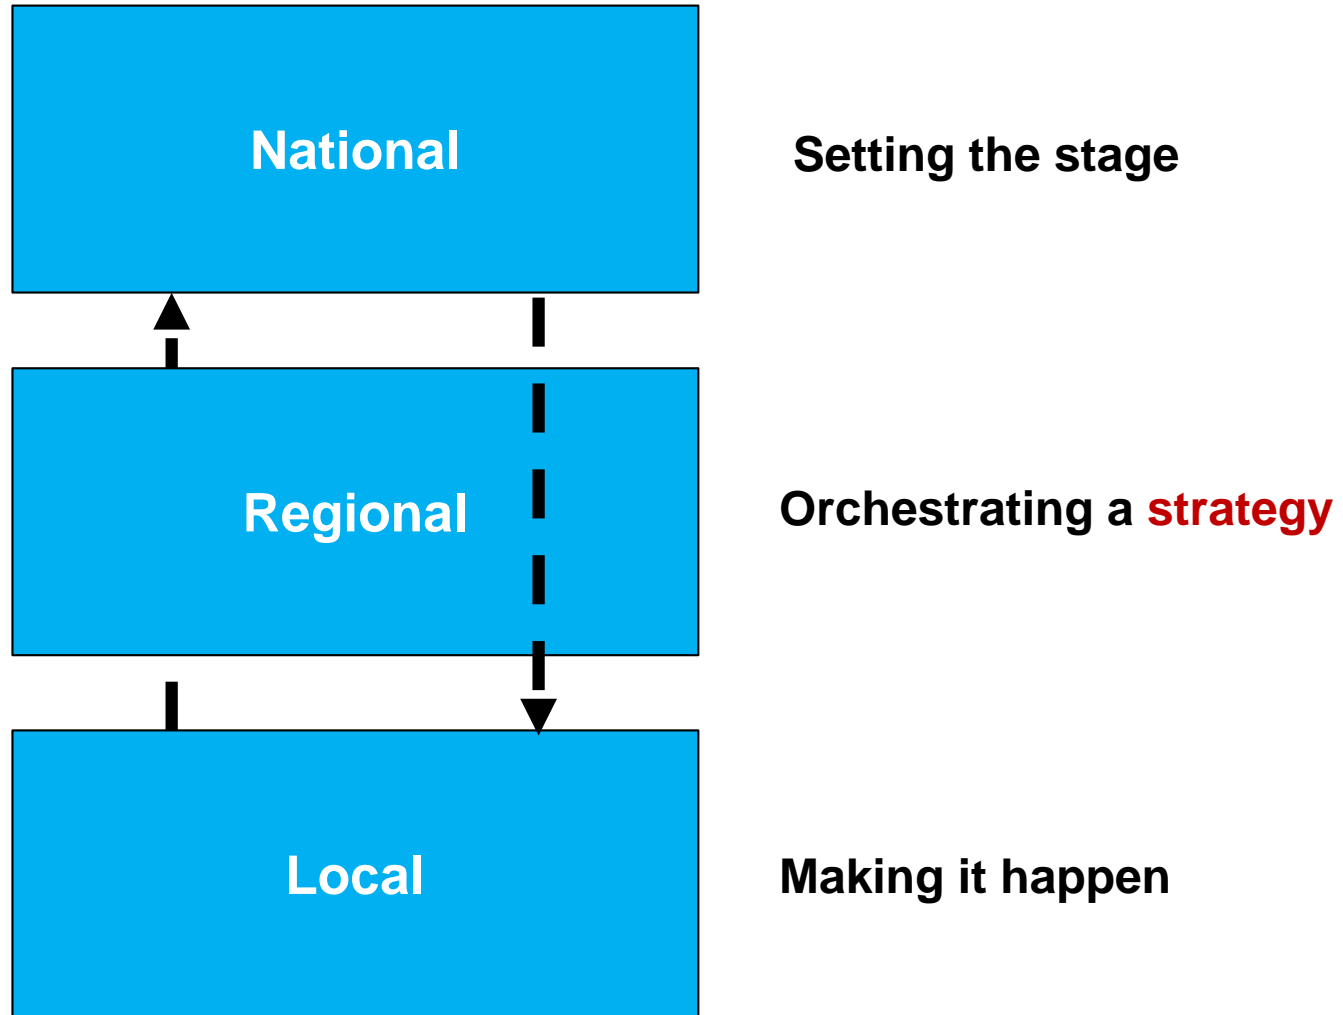 National
Setting the stage
Regional
Orchestrating a strategy
Local
Making it happen